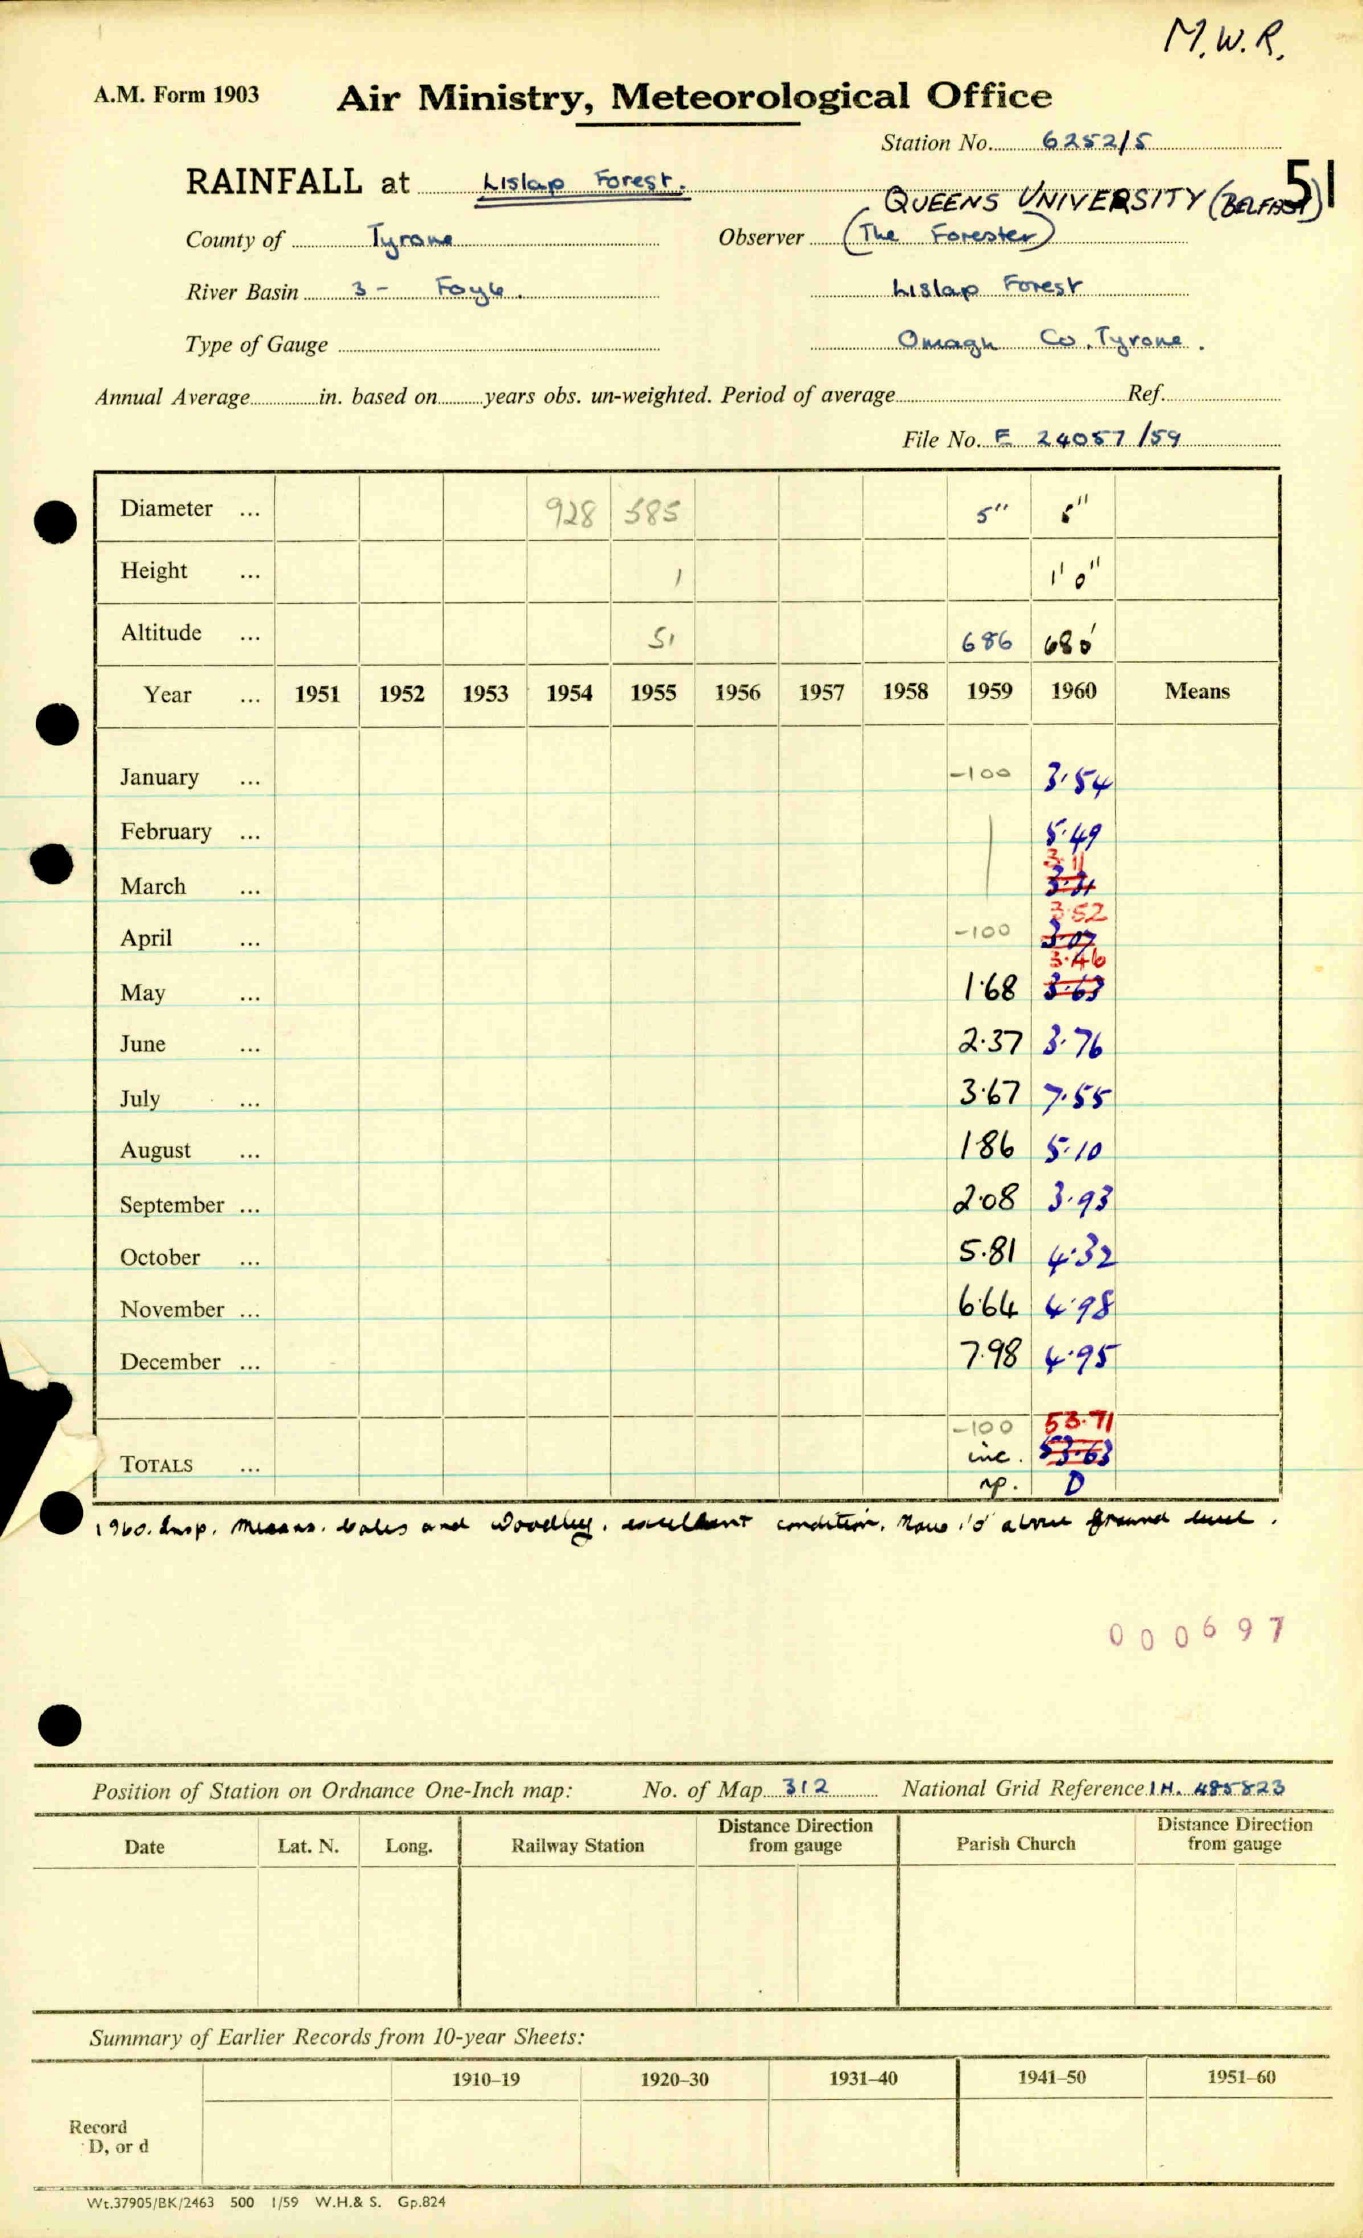 M.W.R.
A.M. Form 1903
Air Ministry, Meteorological Office
Station No. 6252/5
51
RAINFALL at Lislap Forest.
QUEENS UNIVERSITY (BELFAST)
County of Tyrone
Observer (The Forester)
River Basin 3 - Foyle.
Lislap Forest
Type of Gauge
Omagh Co. Tyrone.
Annual Average in. based on years obs. un-weighted. Period of average Ref.
File No. E 24057/59
Diameter ... 928 585 5" 5"
Height ... 1 1'0"
Altitude ... 51 686 680'
Year ... 1951 1952 1953 1954 1955 1956 1957 1958 1959 1960 Means
January ... -100 3.54
February ... 5.49
3.11
March ...
3.52
April ... -100 3.07
3.46
May ... 1.68 3.63
June ... 2.37 3.76
July ... 3.67 7.55
August ... 1.86 5.10
September ... 2.08 3.93
October ... 5.81 4.32
November ... 6.64 4.98
December ... 7.98 4.95
-100 53.71
TOTALS ... inc. 53.63
np. D
1960. Insp. Messrs. Bales and Woodley. excellent condition. Now 1'0" above ground level.
000697
Position of Station on Ordnance One-Inch map: No. of Map 312 National Grid Reference IH. 485823
Date Lat. N. Long. Railway Station Distance Direction from gauge Parish Church Distance Direction from gauge
Summary of Earlier Records from 10-year Sheets:
1910–19 1920–30 1931–40 1941–50 1951–60
Record
D, or d
Wt.37905/BK/2463 500 1/59 W.H.& S. Gp.824